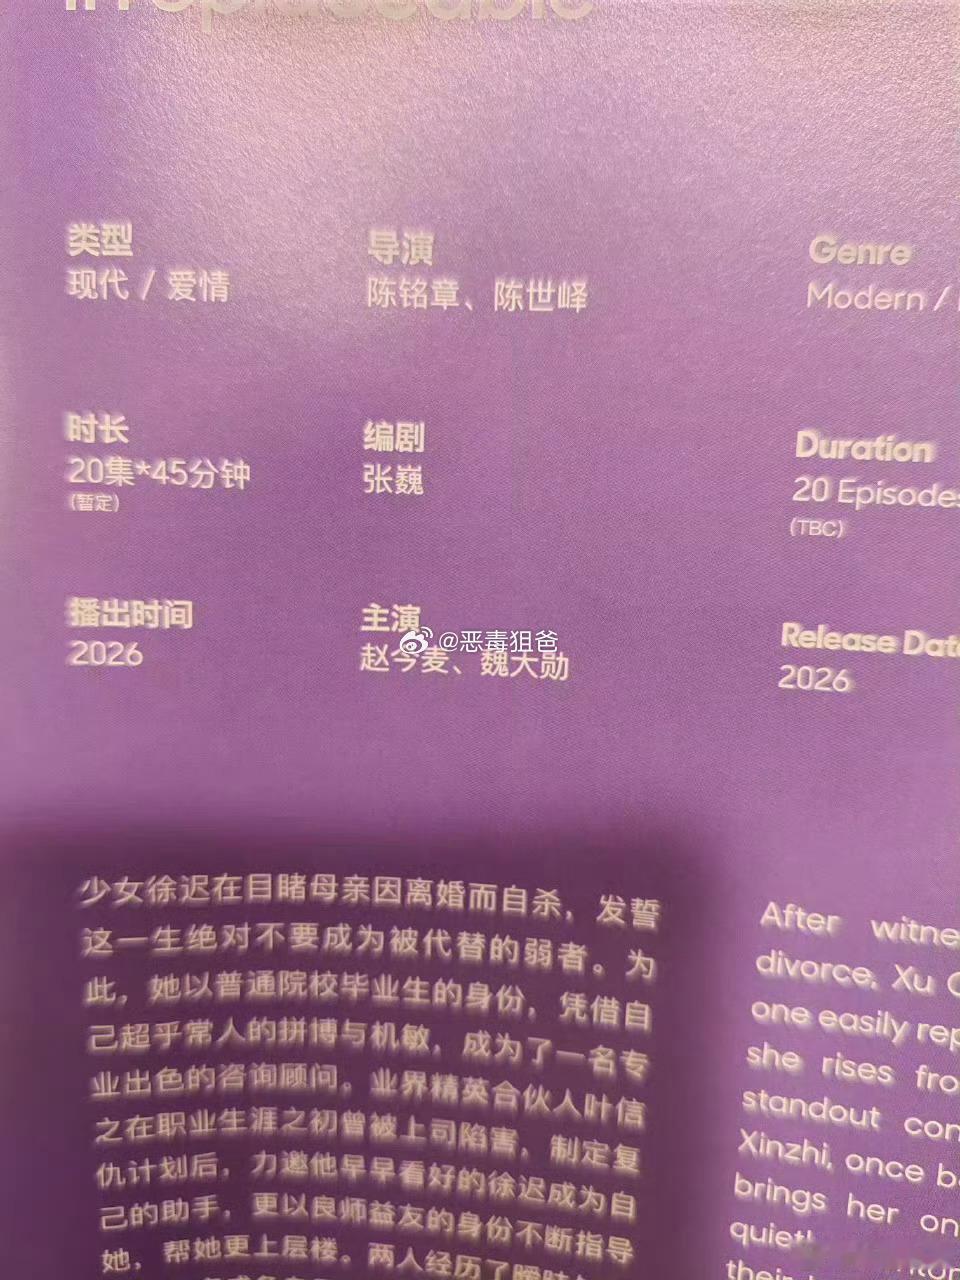 Irreplaceable
类型
现代 / 爱情
导演
陈铭章、陈世峄
Genre
Modern /
时长
20集*45分钟
(暂定)
编剧
张巍
Duration
20 Episodes
(TBC)
播出时间
2026
主演
赵今麦、魏大勋
@恶毒狙爸
Release Date
2026
少女徐迟在目睹母亲因离婚而自杀，发誓
这一生绝对不要成为被代替的弱者。为
此，她以普通院校毕业生的身份，凭借自
己超乎常人的拼搏与机敏，成为了一名专
业出色的咨询顾问。业界精英合伙人叶信
之在职业生涯之初曾被上司陷害，制定复
仇计划后，力邀他早早看好的徐迟成为自
己的助手，更以良师益友的身份不断指导
她，帮她更上层楼。两人经历了暧昧
After witne
divorce, Xu C
one easily rep
she rises fro
standout con
Xinzhi, once b
brings her on
quietl
their